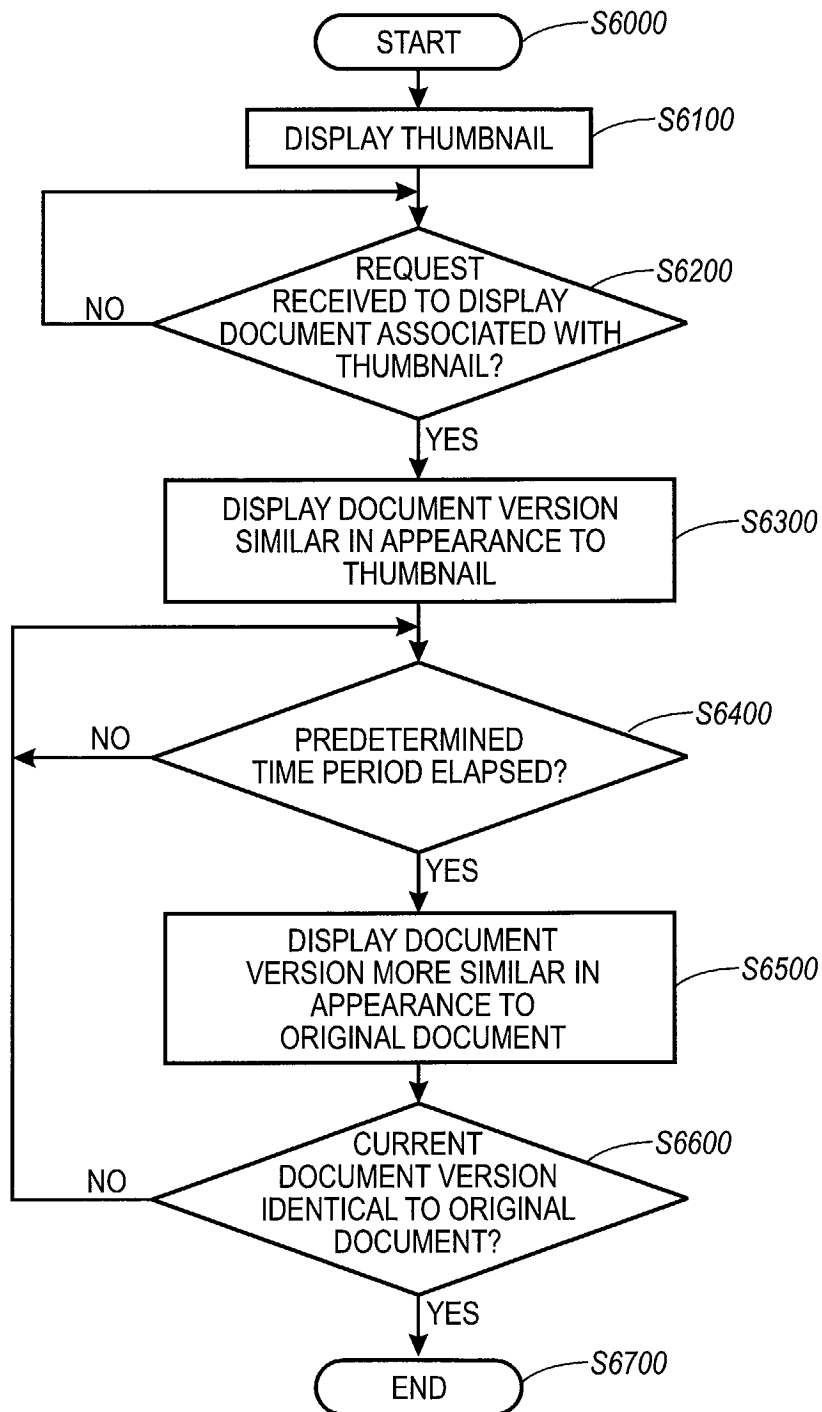 START
S6000
DISPLAY THUMBNAIL
S6100
REQUEST
RECEIVED TO DISPLAY
DOCUMENT ASSOCIATED WITH
THUMBNAIL?
S6200
NO
YES
DISPLAY DOCUMENT VERSION
SIMILAR IN APPEARANCE TO
THUMBNAIL
S6300
PREDETERMINED
TIME PERIOD ELAPSED?
S6400
NO
YES
DISPLAY DOCUMENT
VERSION MORE SIMILAR IN
APPEARANCE TO
ORIGINAL DOCUMENT
S6500
CURRENT
DOCUMENT VERSION
IDENTICAL TO ORIGINAL
DOCUMENT?
S6600
NO
YES
END
S6700